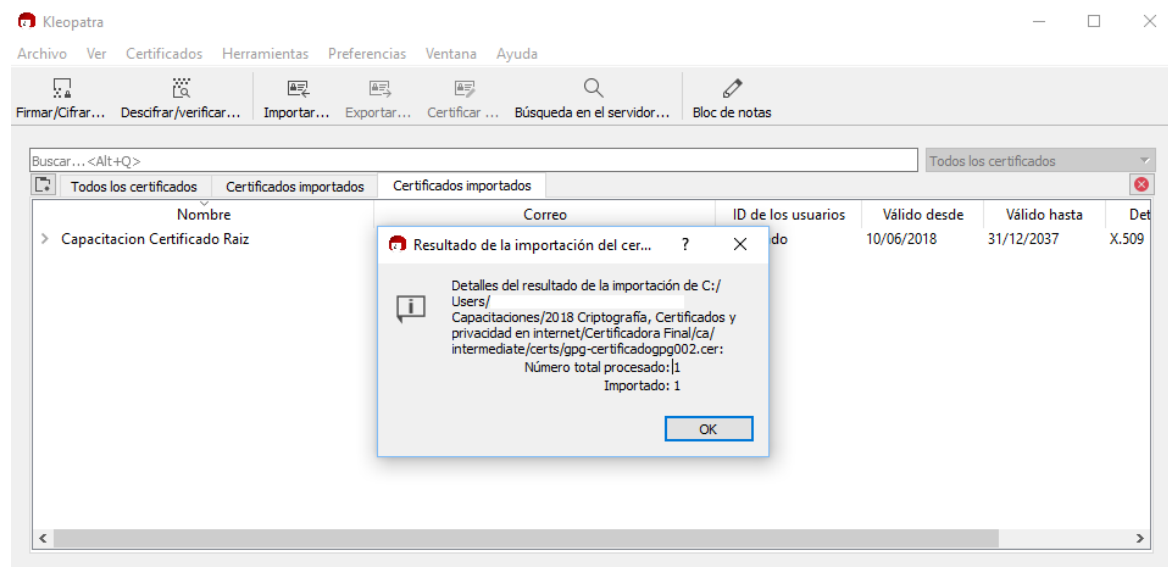 Kleopatra
Archivo Ver Certificados Herramientas Preferencias Ventana Ayuda
Firmar/Cifrar... Descifrar/verificar... Importar... Exportar... Certificar ... Búsqueda en el servidor... Bloc de notas
Buscar...<Alt+Q> Todos los certificados
Todos los certificados Certificados importados Certificados importados
Nombre Correo ID de los usuarios Válido desde Válido hasta Det
Capacitacion Certificado Raiz do 10/06/2018 31/12/2037 X.509
Resultado de la importación del cer... ?
Detalles del resultado de la importación de C:/
Users/
Capacitaciones/2018 Criptografía, Certificados y
privacidad en internet/Certificadora Final/ca/
intermediate/certs/gpg-certificadogpg002.cer:
Número total procesado: 1
Importado: 1
OK